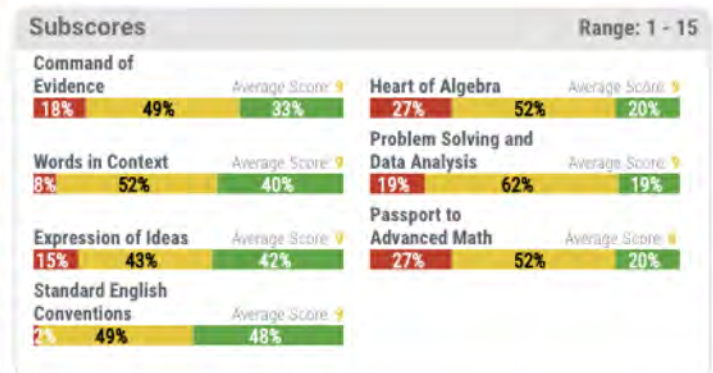 Subscores Range: 1 - 15
Command of
Evidence Average Score: 9
18% 49% 33%
Words in Context Average Score: 9
8% 52% 40%
Expression of Ideas Average Score: 9
15% 43% 42%
Standard English
Conventions Average Score: 9
2% 49% 48%
Heart of Algebra Average Score: 9
27% 52% 20%
Problem Solving and
Data Analysis Average Score: 9
19% 62% 19%
Passport to
Advanced Math Average Score:
27% 52% 20%